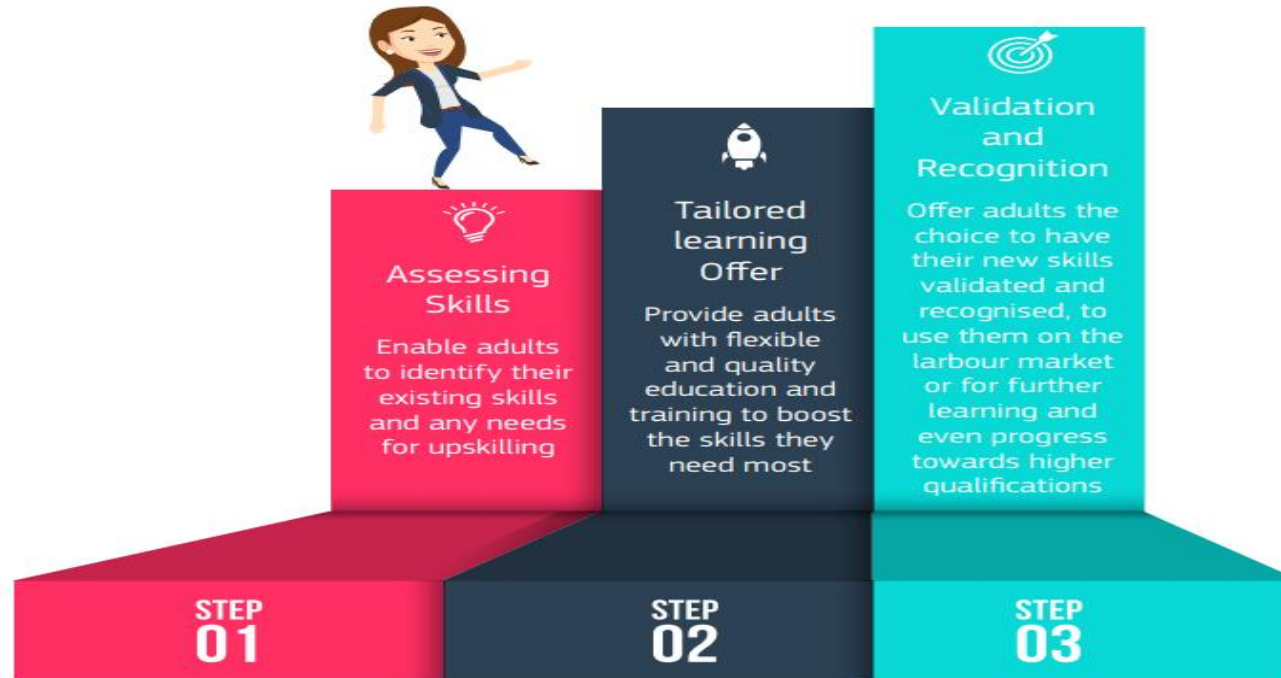 Assessing
Skills
Enable adults
to identify their
existing skills
and any needs
for upskilling
Tailored
learning
Offer
Provide adults
with flexible
and quality
education and
training to boost
the skills they
need most
Validation
and
Recognition
Offer adults the
choice to have
their new skills
validated and
recognised, to
use them on the
larbour market
or for further
learning and
even progress
towards higher
qualifications
STEP
01
STEP
02
STEP
03